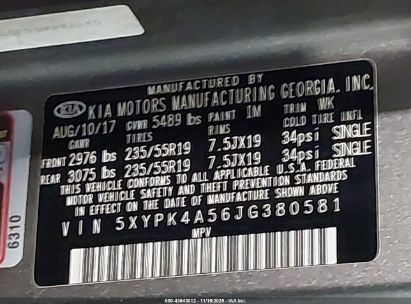 MANUFACTURED BY
KIA KIA MOTORS MANUFACTURING GEORGIA, INC.
AUG/10/17 GVWR 5489 lbs PAINT IM TRIM WK
GAWR TIRES RIMS COLD TIRE INFL
FRONT 2976 lbs 235/55R19 7.5JX19 34psi SINGLE
REAR 3075 lbs 235/55R19 7.5JX19 34psi SINGLE
THIS VEHICLE CONFORMS TO ALL APPLICABLE U.S.A. FEDERAL
MOTOR VEHICLE SAFETY STANDARDS
IN EFFECT ON THE DATE OF MANUFACTURE SHOWN ABOVE
VIN 5XYPK4A56JG380581
MPV
6310